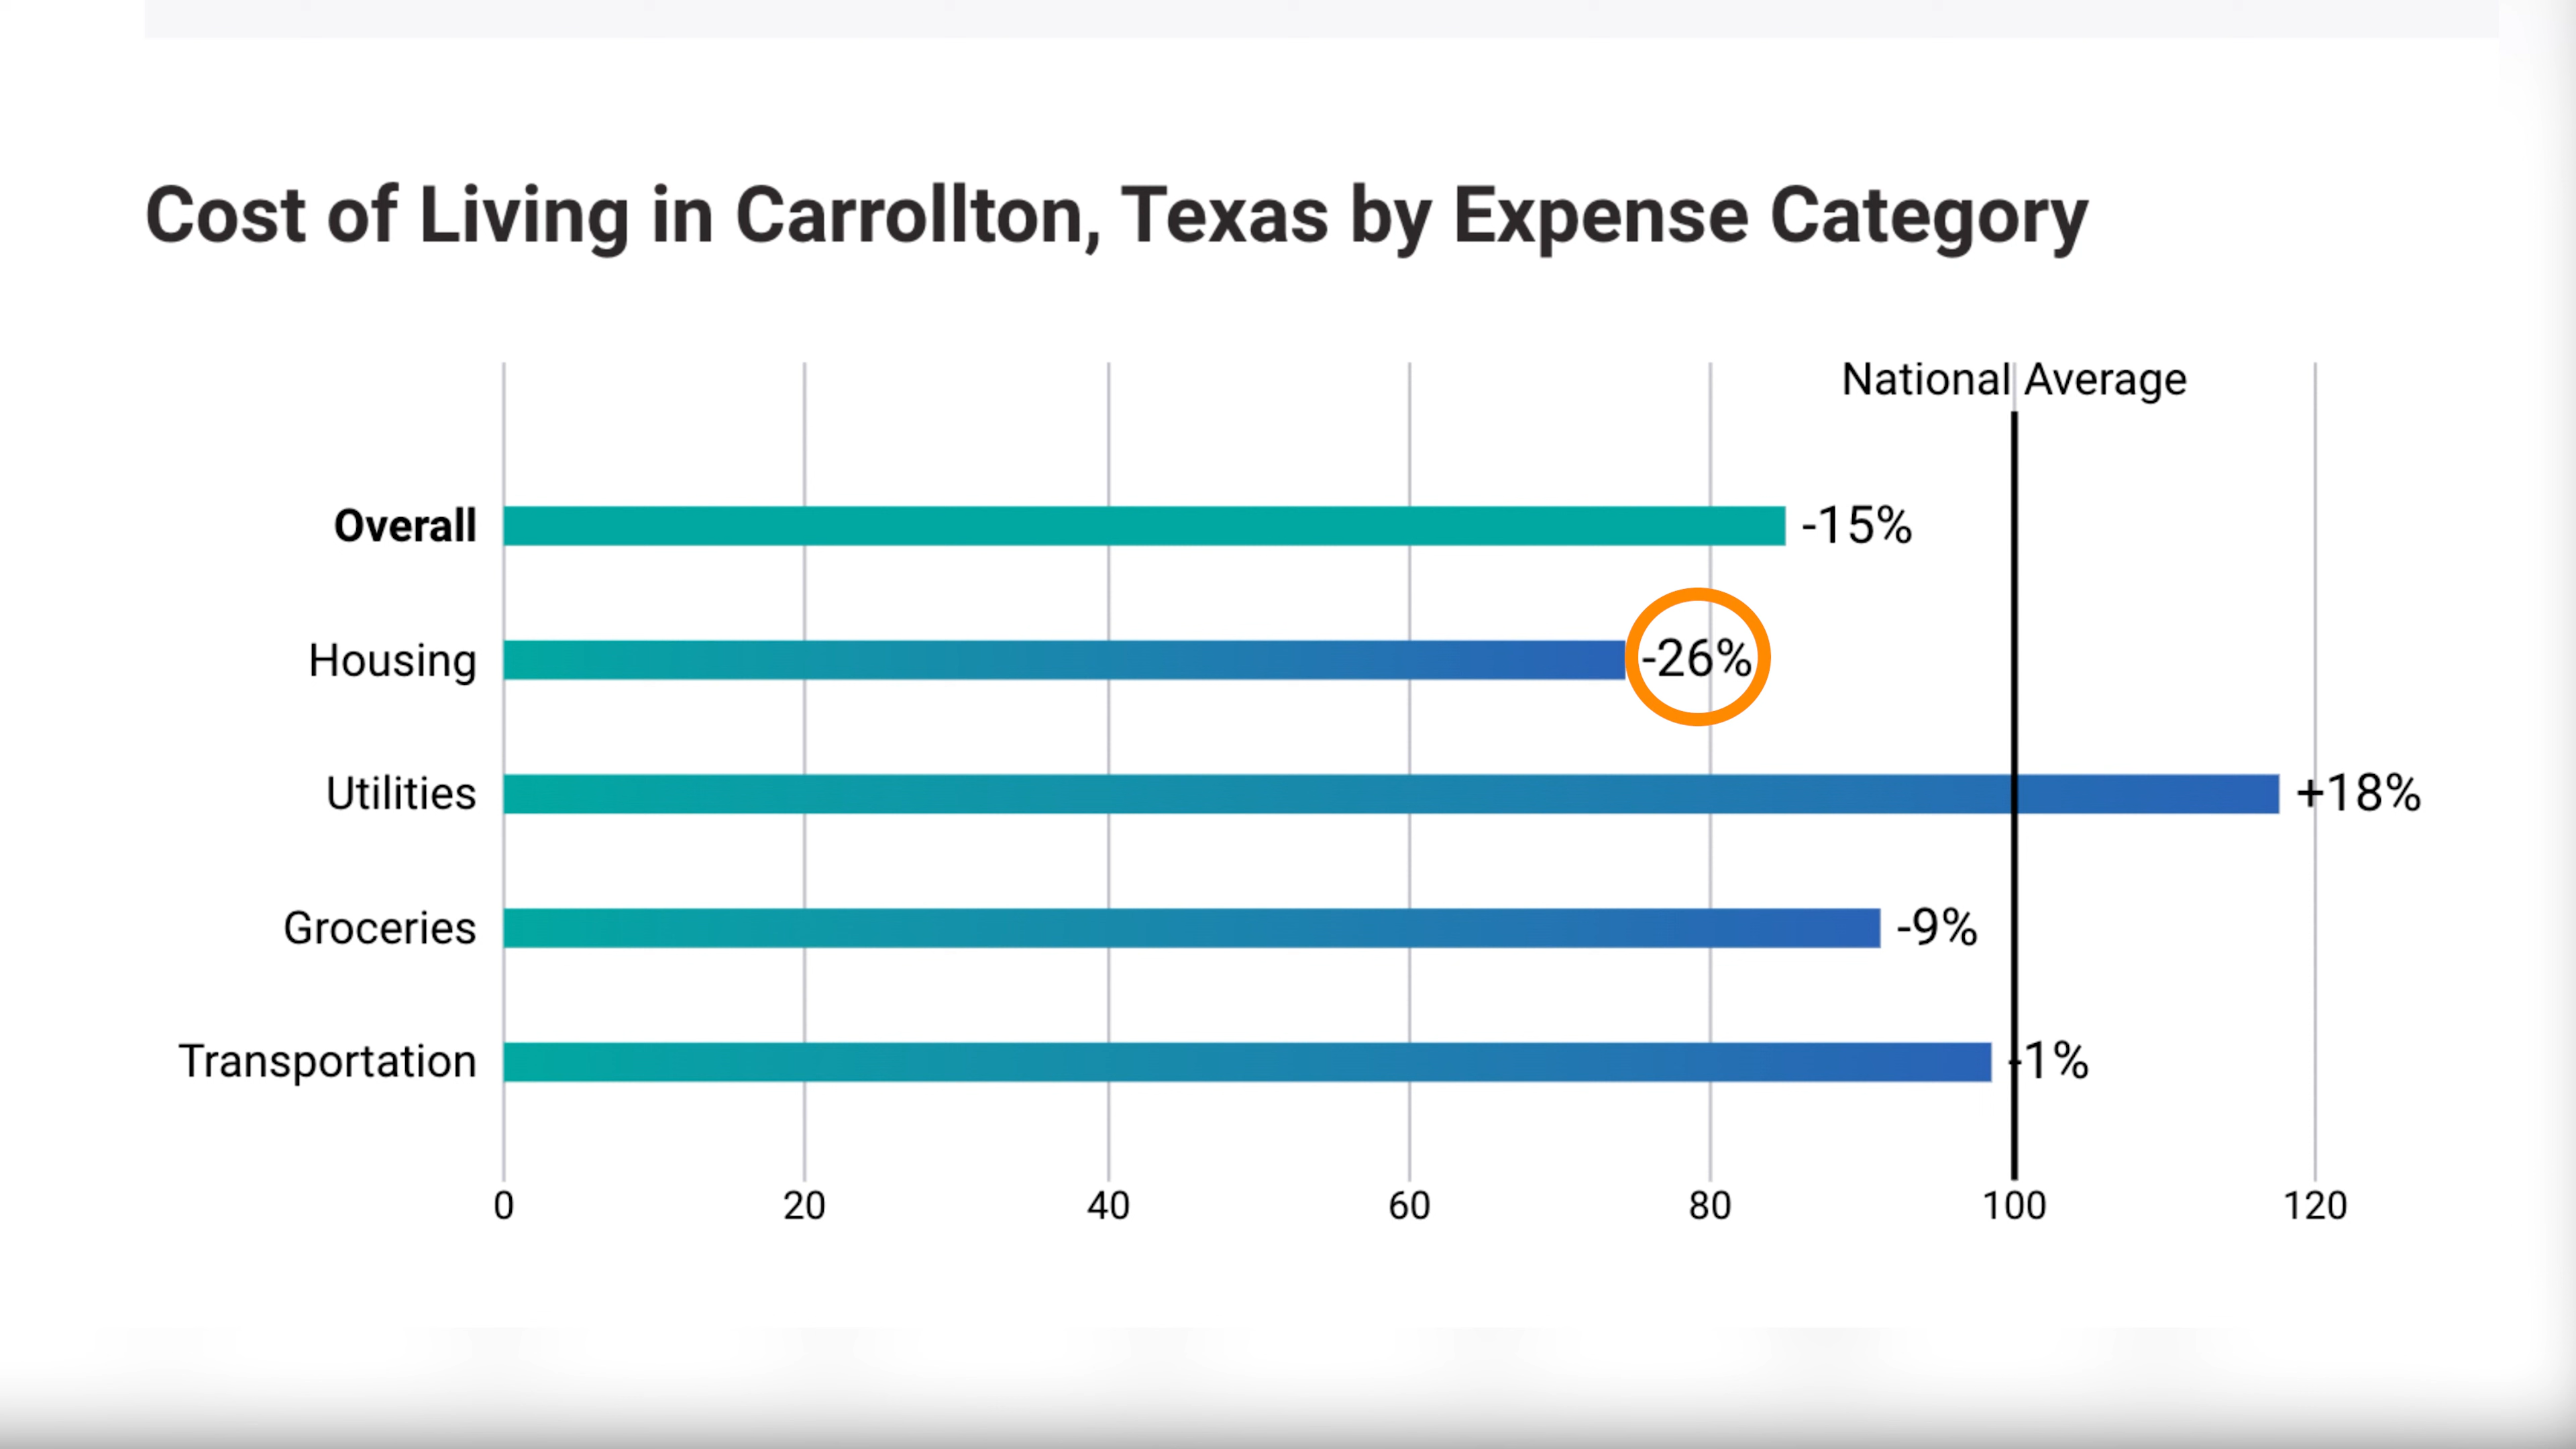 Cost of Living in Carrollton, Texas by Expense Category
National Average
Overall -15%
Housing -26%
Utilities +18%
Groceries -9%
Transportation -1%
0 20 40 60 80 100 120